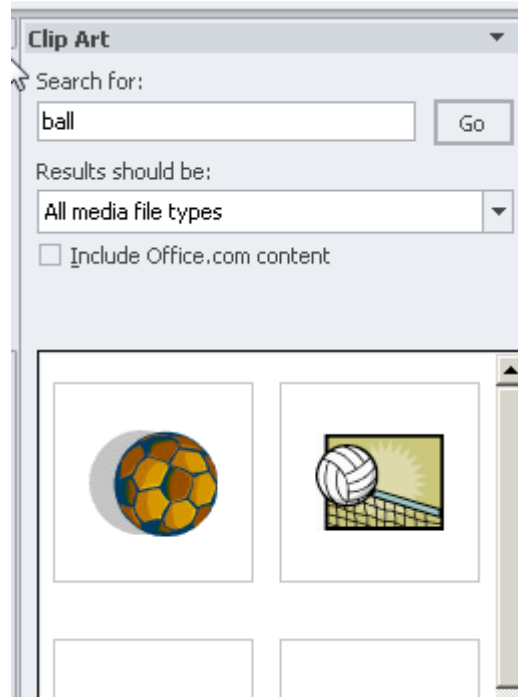 Clip Art
Search for:
ball
Go
Results should be:
All media file types
Include Office.com content